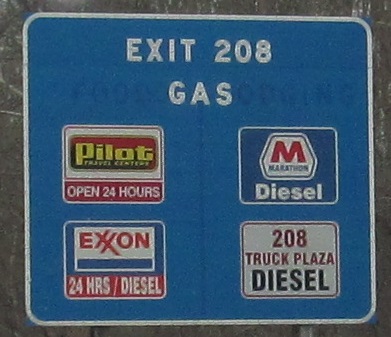 EXIT 208
GAS
Pilot
TRAVEL CENTERS
OPEN 24 HOURS
M
MARATHON
Diesel
EXXON
24 HRS / DIESEL
208
TRUCK PLAZA
DIESEL